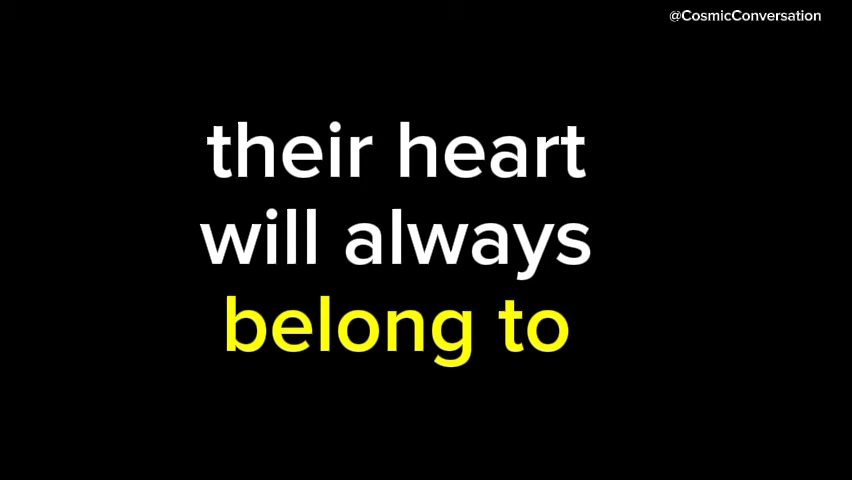 @CosmicConversation
their heart
will always
belong to